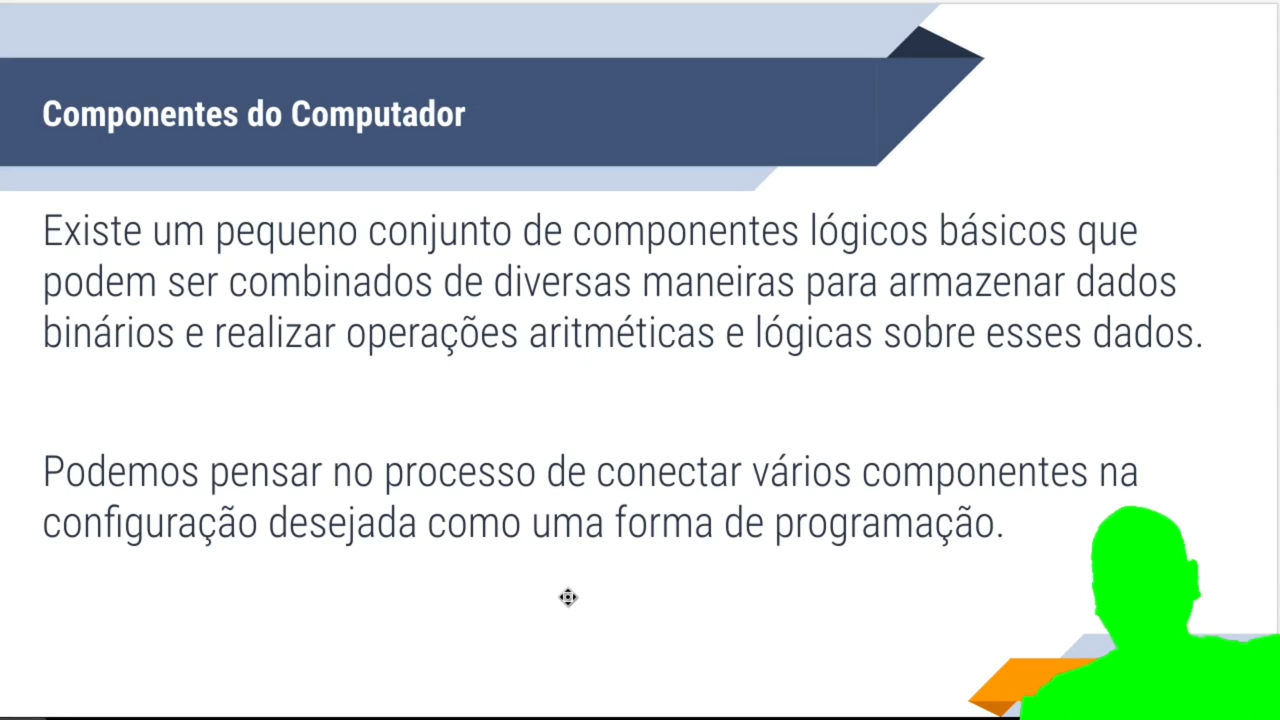 Componentes do Computador
Existe um pequeno conjunto de componentes lógicos básicos que
podem ser combinados de diversas maneiras para armazenar dados
binários e realizar operações aritméticas e lógicas sobre esses dados.
Podemos pensar no processo de conectar vários componentes na
configuração desejada como uma forma de programação.